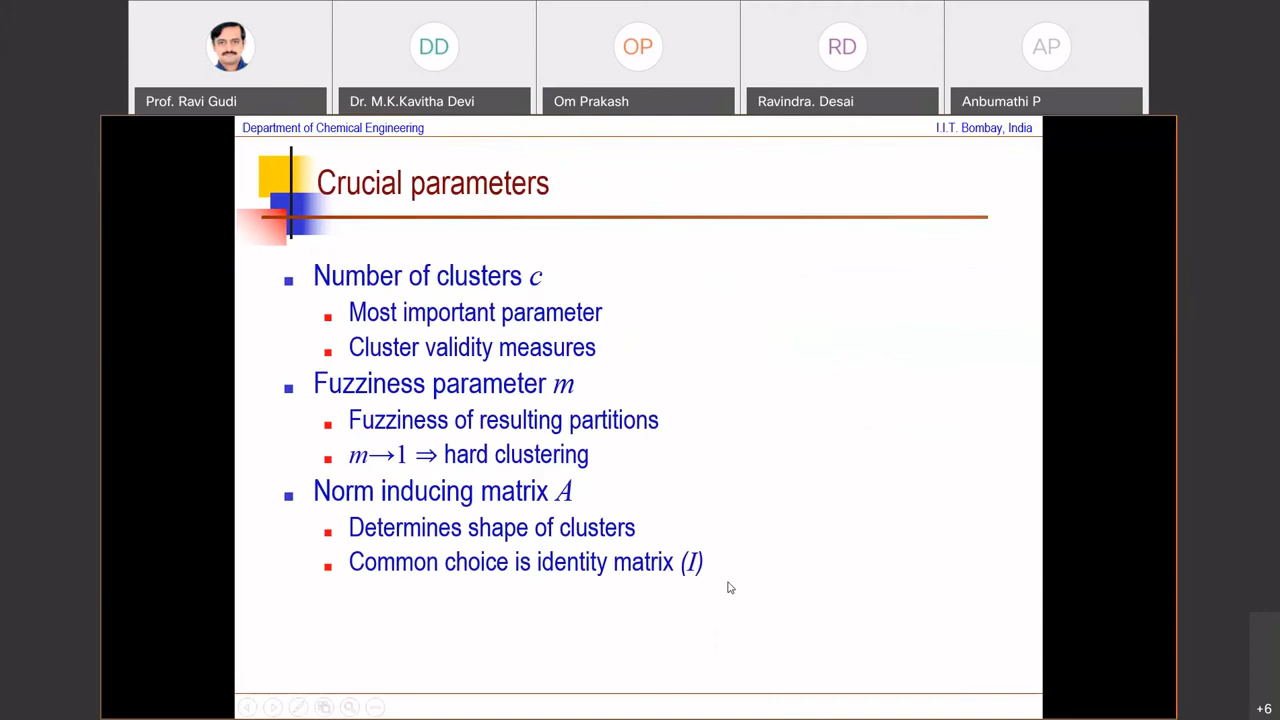 DD
OP
RD
AP
Prof. Ravi Gudi
Dr. M.K.Kavitha Devi
Om Prakash
Ravindra. Desai
Anbumathi P
Department of Chemical Engineering
I.I.T. Bombay, India
Crucial parameters
Number of clusters c
Most important parameter
Cluster validity measures
Fuzziness parameter m
Fuzziness of resulting partitions
m→1 ⇒ hard clustering
Norm inducing matrix A
Determines shape of clusters
Common choice is identity matrix (I)
+6